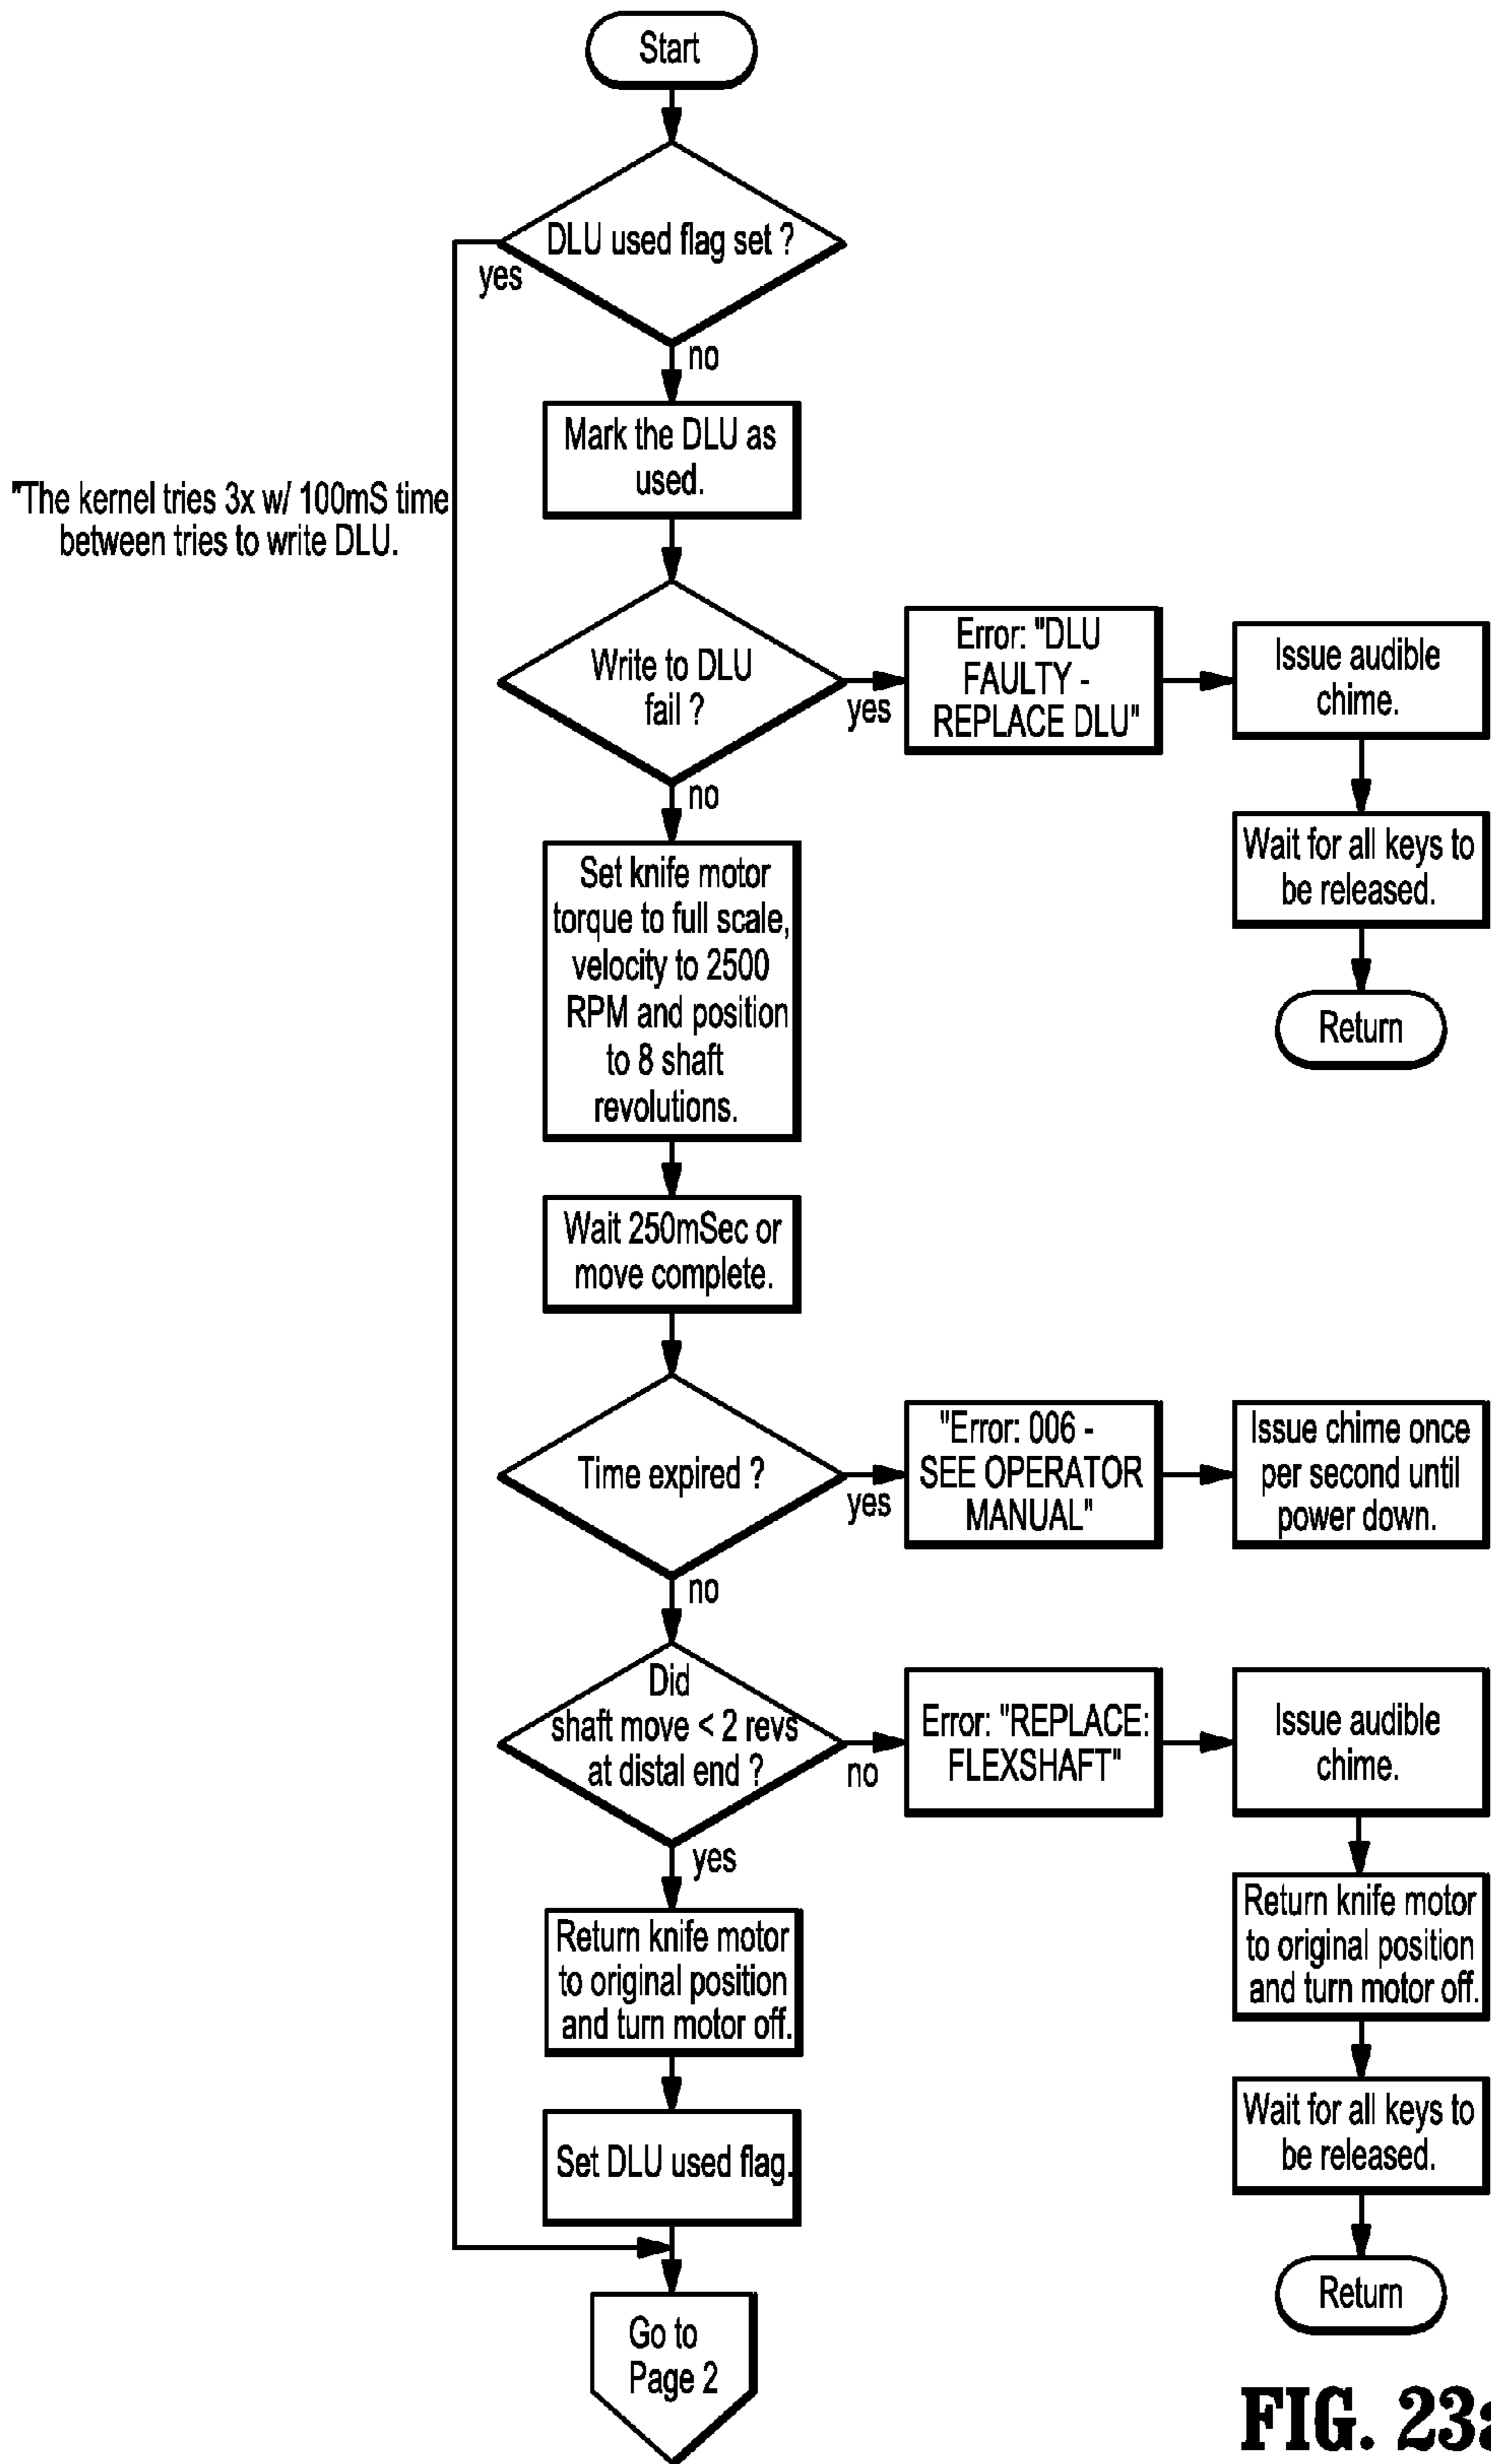 Start
DLU used flag set ?
yes
no
Mark the DLU as
used.
"The kernel tries 3x w/ 100mS time
between tries to write DLU.
Write to DLU
fail ?
yes
Error: "DLU
FAULTY -
REPLACE DLU"
Issue audible
chime.
Wait for all keys to
be released.
Return
no
Set knife motor
torque to full scale,
velocity to 2500
RPM and position
to 8 shaft
revolutions.
Wait 250mSec or
move complete.
Time expired ?
yes
"Error: 006 -
SEE OPERATOR
MANUAL"
Issue chime once
per second until
power down.
no
Did
shaft move < 2 revs
at distal end ?
no
Error: "REPLACE:
FLEXSHAFT"
Issue audible
chime.
Return knife motor
to original position
and turn motor off.
Wait for all keys to
be released.
Return
yes
Return knife motor
to original position
and turn motor off.
Set DLU used flag.
Go to
Page 2
FIG. 23a